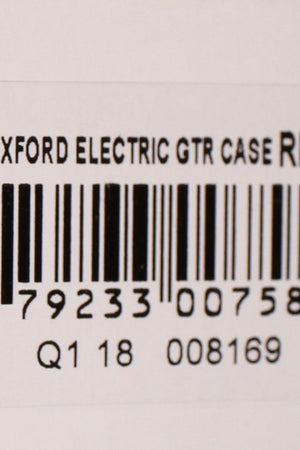 XFORD ELECTRIC GTR CASE R
79233 00758
Q1 18 008169